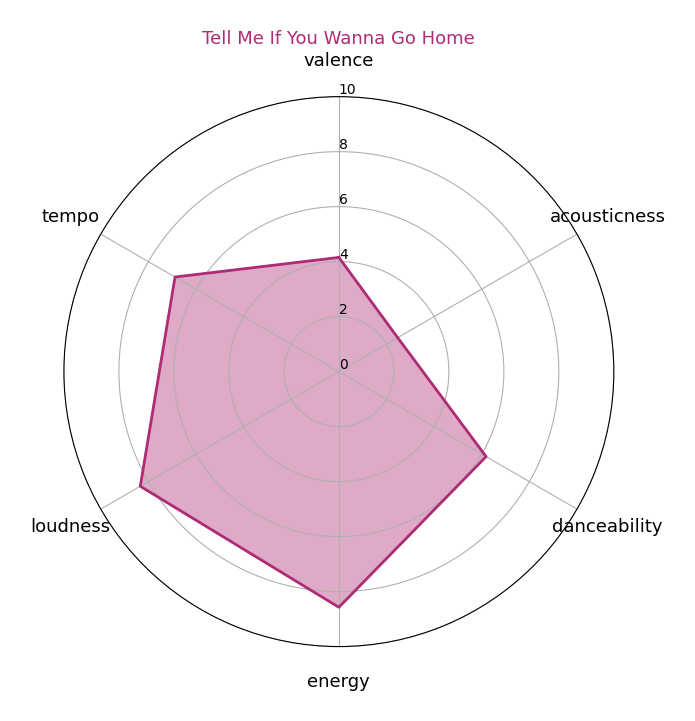 Tell Me If You Wanna Go Home
valence
10
8
tempo
6
acousticness
4
2
0
loudness
danceability
energy